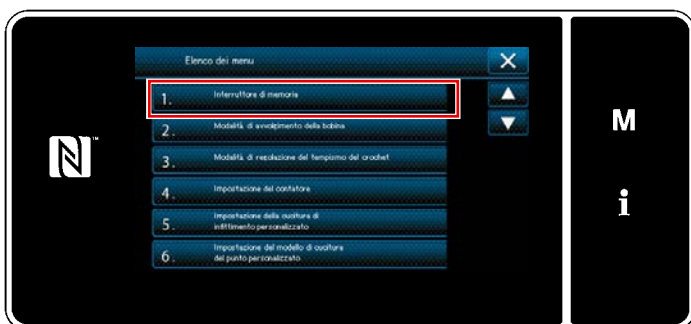 Elenco dei menu
1. Interruttore di memoria
2. Modalità di avvolgimento della bobina
3. Modalità di regolazione del tempismo del crochet
4. Impostazione del contatore
5. Impostazione della cucitura di
infittimento personalizzato
6. Impostazione del modello di cucitura
del punto personalizzato
M
i